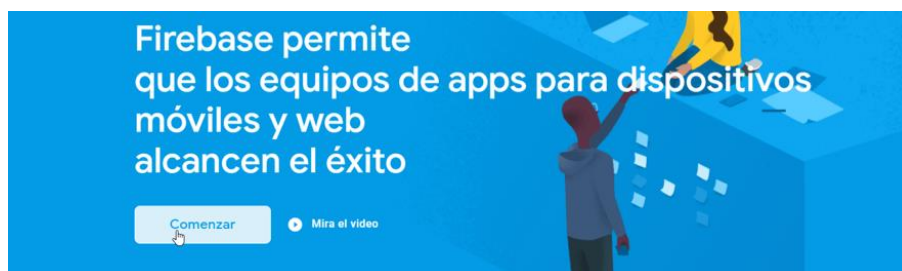 Firebase permite
que los equipos de apps para dispositivos
móviles y web
alcancen el éxito
Comenzar
Mira el video